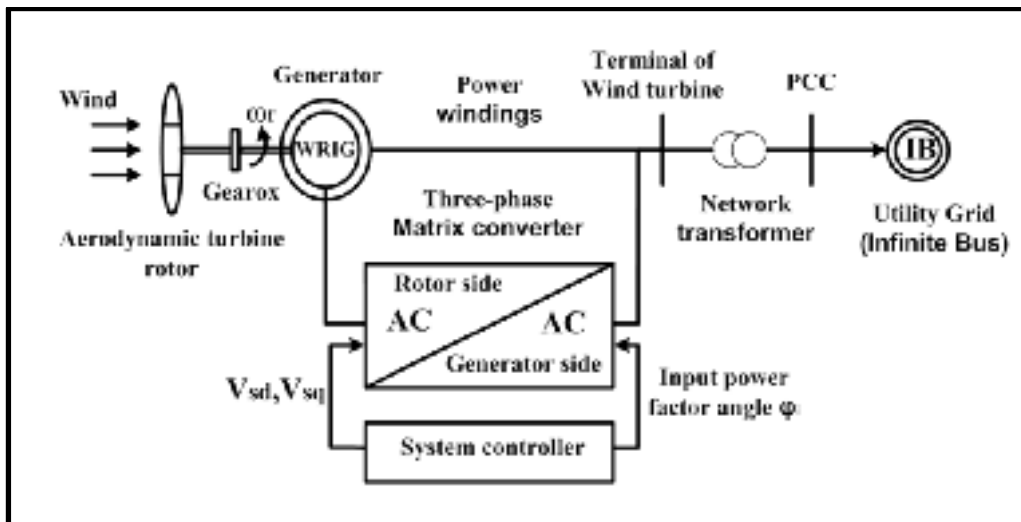 Wind
Generator
ωr
WRIG
Gearox
Aerodynamic turbine
rotor
Power
windings
Terminal of
Wind turbine
PCC
IB
Network
transformer
Utility Grid
(Infinite Bus)
Three-phase
Matrix converter
Rotor side
AC
AC
Generator side
Vsd,Vsq
Input power
factor angle φ
System controller